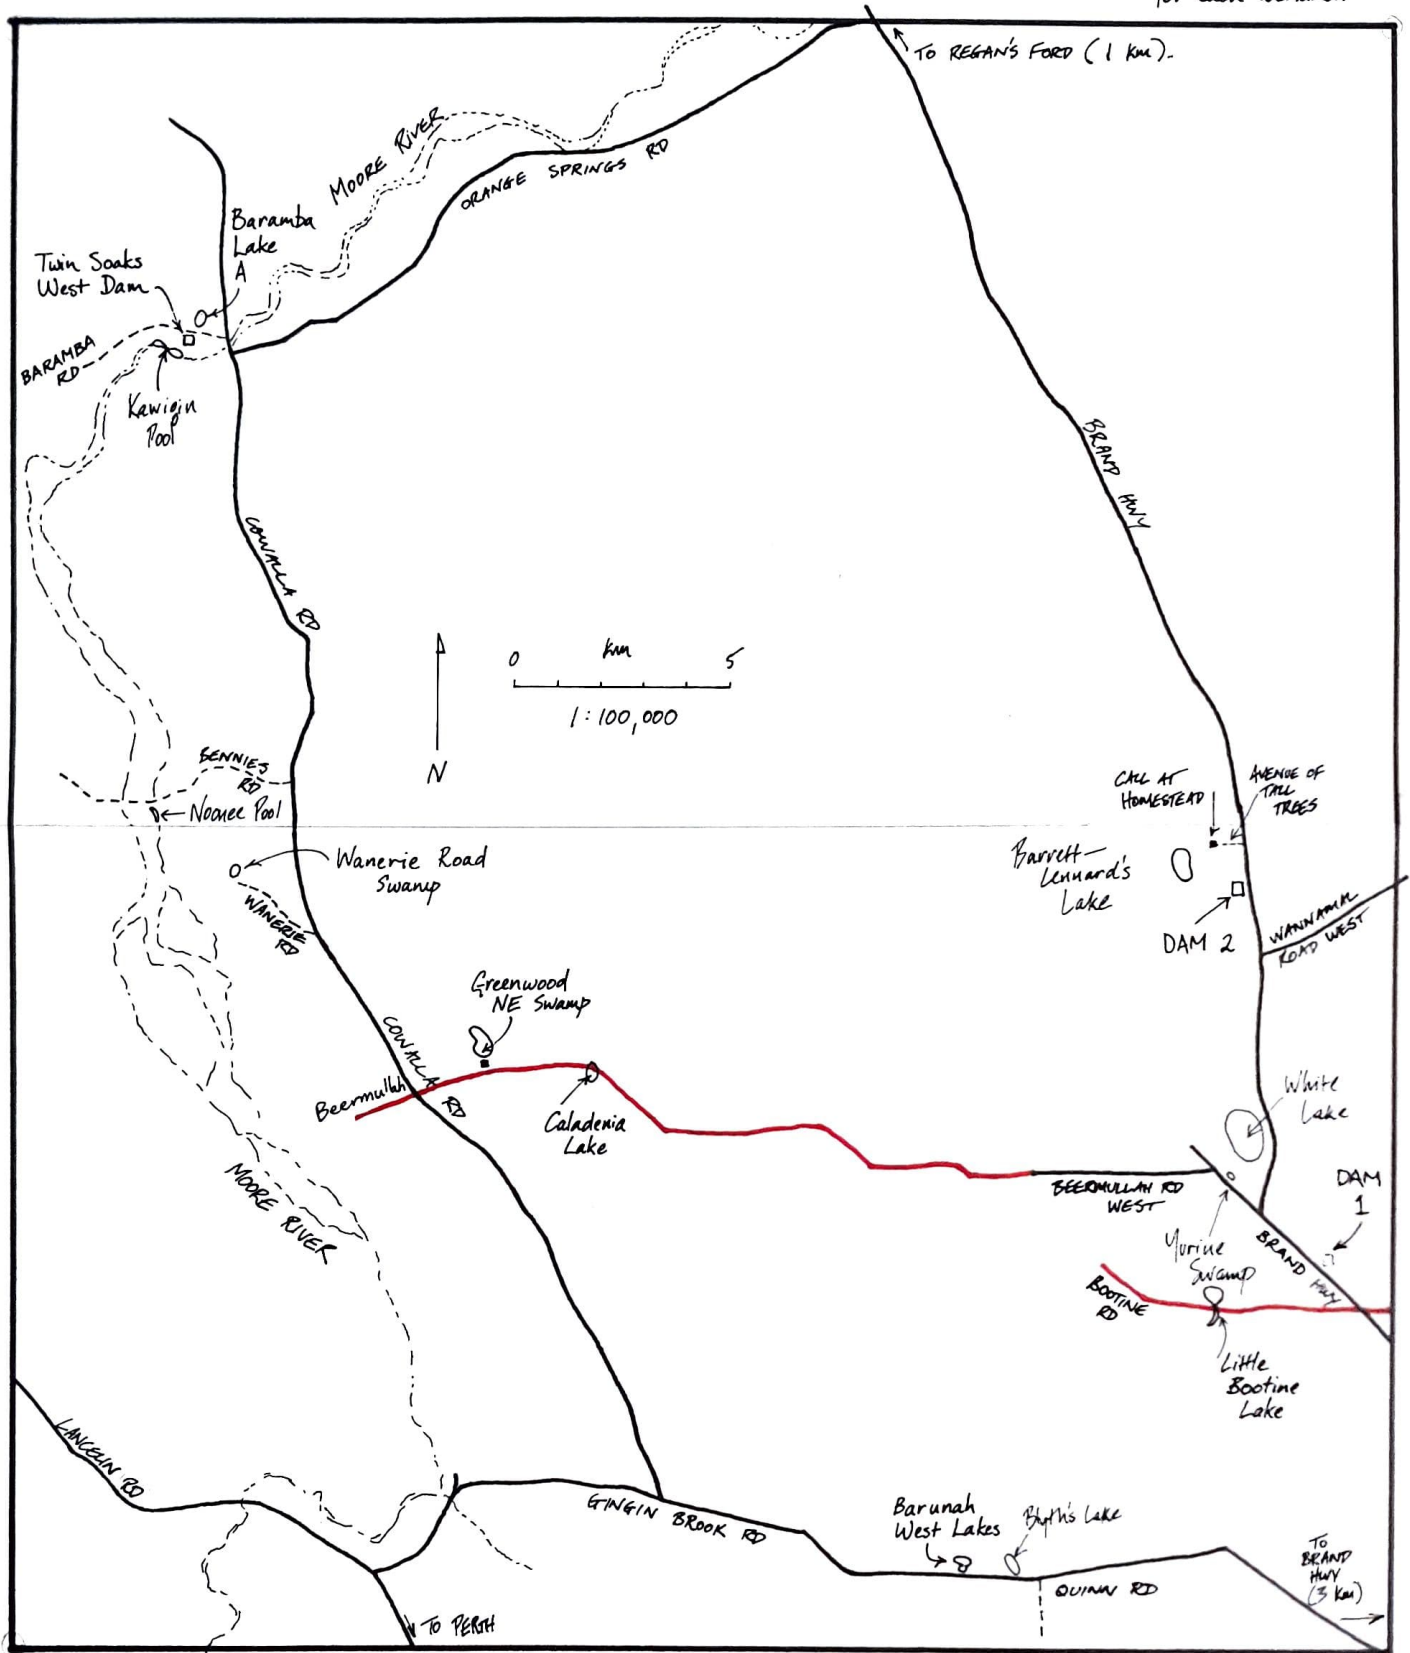 TO REGAN'S FORD (1 km).
MOORE RIVER
ORANGE SPRINGS RD
Baramba
Lake
A
Twin Soaks
West Dam
BARAMBA
RD
Kawigin
Pool
BRAND HWY
COWALLA RD
0 km 5
1:100,000
N
BENNIES
RD
Noonee Pool
CALL AT
HOMESTEAD
AVENUE OF
TALL
TREES
Wanerie Road
Swamp
WANERIE
RD
Barrett-
Lennard's
Lake
DAM 2
WANNAMAL
ROAD WEST
Greenwood
NE Swamp
COWALLA
RD
Beermullah
Caladenia
Lake
White
Lake
MOORE RIVER
BEERMULLAH RD
WEST
DAM
1
Yurine
Swamp
BRAND HWY
BOOTINE
RD
Little
Bootine
Lake
LANCELIN RD
GINGIN BROOK RD
Barunah
West Lakes
Blyth's Lake
QUINN RD
TO
BRAND
HWY
(3 km)
TO PERTH